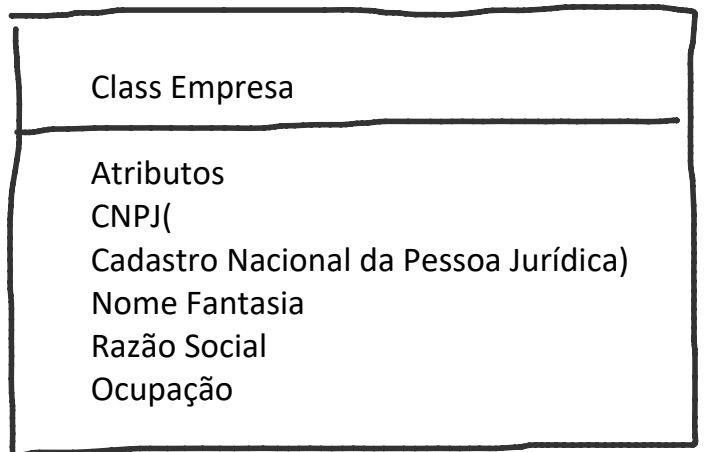 Class Empresa
Atributos
CNPJ(
Cadastro Nacional da Pessoa Jurídica)
Nome Fantasia
Razão Social
Ocupação